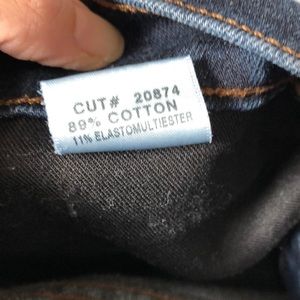 CUT# 20874
89% COTTON
11% ELASTOMULTIESTER